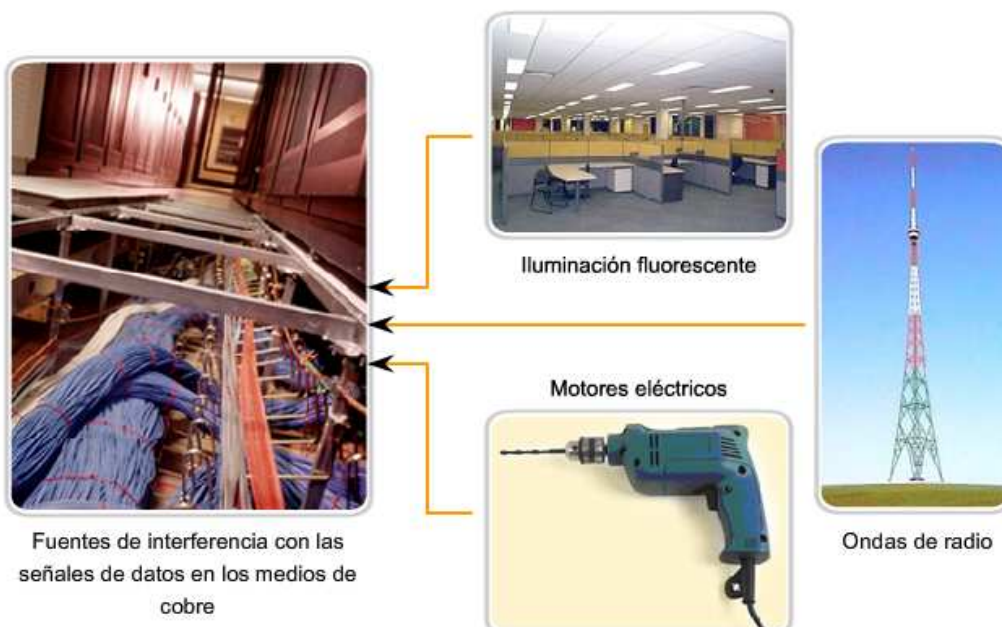 Iluminación fluorescente
Motores eléctricos
Fuentes de interferencia con las
señales de datos en los medios de
cobre
Ondas de radio